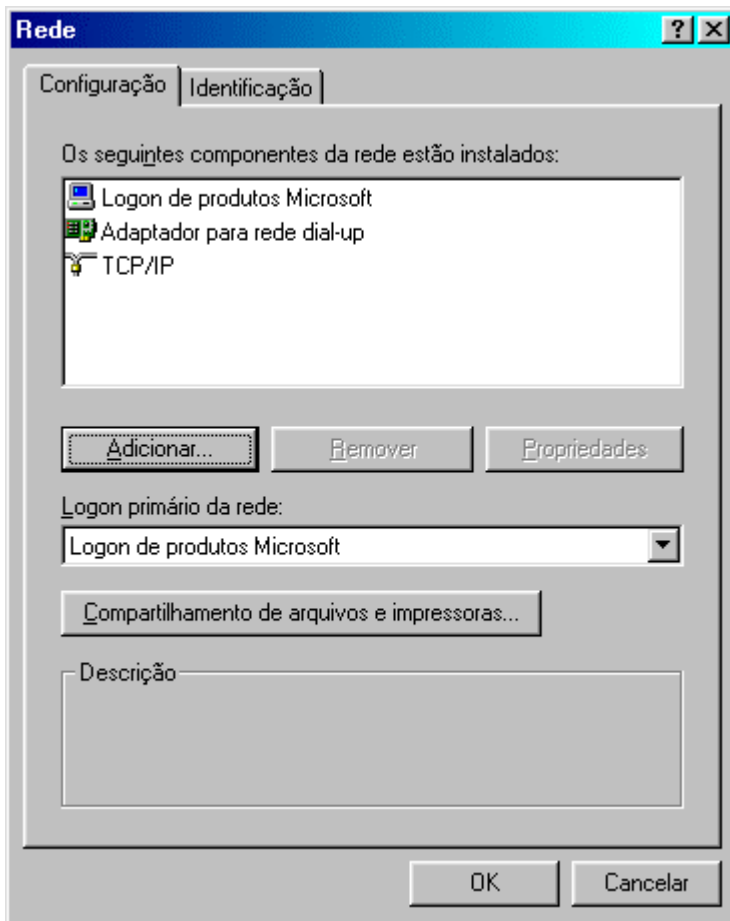 Rede
Configuração
Identificação
Os seguintes componentes da rede estão instalados:
Logon de produtos Microsoft
Adaptador para rede dial-up
TCP/IP
Adicionar...
Remover
Propriedades
Logon primário da rede:
Logon de produtos Microsoft
Compartilhamento de arquivos e impressoras...
Descrição
OK
Cancelar